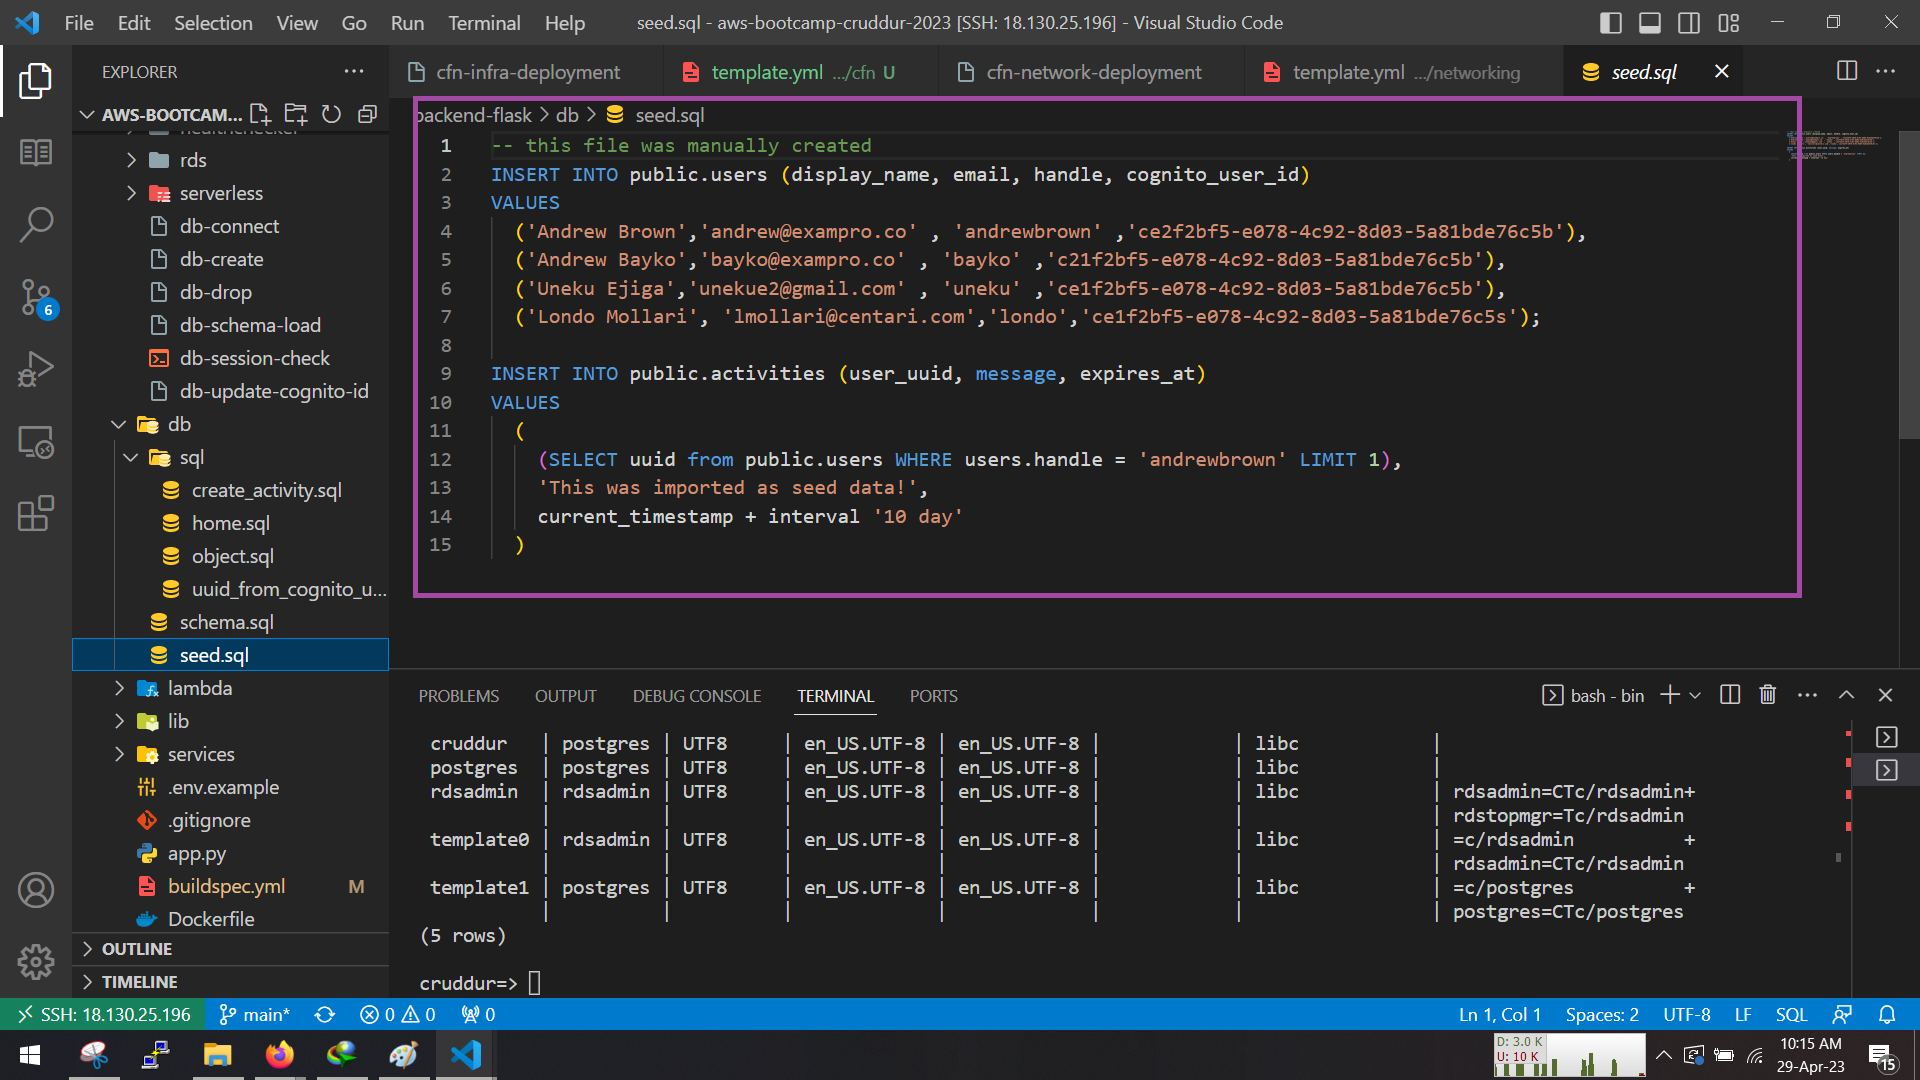 File Edit Selection View Go Run Terminal Help
seed.sql - aws-bootcamp-cruddur-2023 [SSH: 18.130.25.196] - Visual Studio Code
EXPLORER
cfn-infra-deployment
template.yml .../cfn U
cfn-network-deployment
template.yml .../networking
seed.sql
AWS-BOOTCAM...
rds
serverless
db-connect
db-create
db-drop
db-schema-load
db-session-check
db-update-cognito-id
db
sql
create_activity.sql
home.sql
object.sql
uuid_from_cognito_u...
schema.sql
seed.sql
lambda
lib
services
.env.example
.gitignore
app.py
buildspec.yml M
Dockerfile
OUTLINE
TIMELINE
6
backend-flask > db > seed.sql
1 -- this file was manually created
2 INSERT INTO public.users (display_name, email, handle, cognito_user_id)
3 VALUES
4 ('Andrew Brown','andrew@exampro.co' , 'andrewbrown' ,'ce2f2bf5-e078-4c92-8d03-5a81bde76c5b'),
5 ('Andrew Bayko','bayko@exampro.co' , 'bayko' ,'c21f2bf5-e078-4c92-8d03-5a81bde76c5b'),
6 ('Uneku Ejiga','unekue2@gmail.com' , 'uneku' ,'ce1f2bf5-e078-4c92-8d03-5a81bde76c5b'),
7 ('Londo Mollari', 'lmollari@centari.com','londo','ce1f2bf5-e078-4c92-8d03-5a81bde76c5s');
8
9 INSERT INTO public.activities (user_uuid, message, expires_at)
10 VALUES
11 (
12 (SELECT uuid from public.users WHERE users.handle = 'andrewbrown' LIMIT 1),
13 'This was imported as seed data!',
14 current_timestamp + interval '10 day'
15 )
PROBLEMS OUTPUT DEBUG CONSOLE TERMINAL PORTS
bash - bin
cruddur | postgres | UTF8 | en_US.UTF-8 | en_US.UTF-8 | | libc |
postgres | postgres | UTF8 | en_US.UTF-8 | en_US.UTF-8 | | libc |
rdsadmin | rdsadmin | UTF8 | en_US.UTF-8 | en_US.UTF-8 | | libc | rdsadmin=CTc/rdsadmin+
| | | | | | | rdstopmgr=Tc/rdsadmin
template0 | rdsadmin | UTF8 | en_US.UTF-8 | en_US.UTF-8 | | libc | =c/rdsadmin +
| | | | | | | rdsadmin=CTc/rdsadmin
template1 | postgres | UTF8 | en_US.UTF-8 | en_US.UTF-8 | | libc | =c/postgres +
| | | | | | | postgres=CTc/postgres
(5 rows)
cruddur=>
SSH: 18.130.25.196 main* 0 0 0
Ln 1, Col 1 Spaces: 2 UTF-8 LF SQL
D: 3.0 K
U: 10 K
10:15 AM
29-Apr-23
15